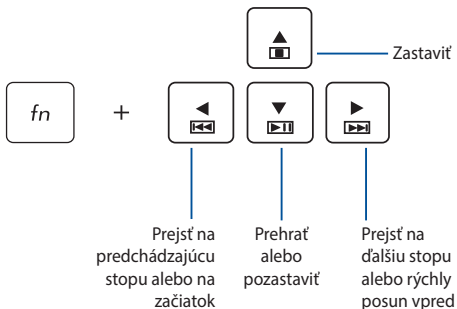 Zastaviť
fn
+
Prejsť na
predchádzajúcu
stopu alebo na
začiatok
Prehrať
alebo
pozastaviť
Prejsť na
ďalšiu stopu
alebo rýchly
posun vpred